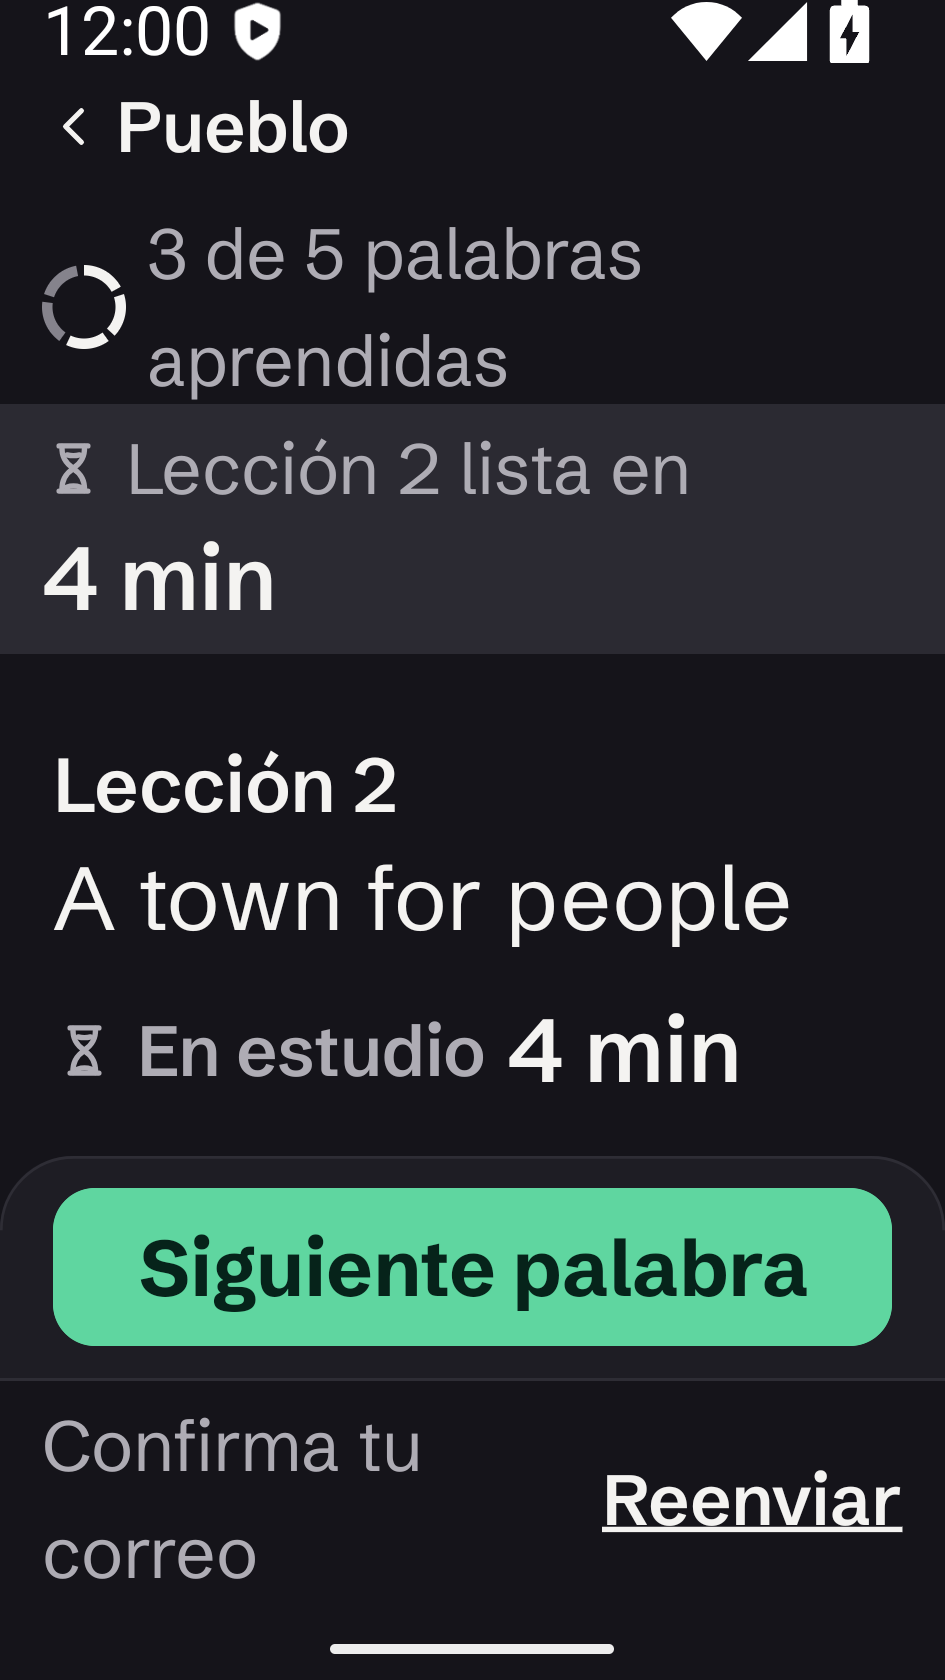 12:00
Pueblo
3 de 5 palabras
aprendidas
Lección 2 lista en
4 min
Lección 2
A town for people
En estudio 4 min
Siguiente palabra
Confirma tu
correo
Reenviar